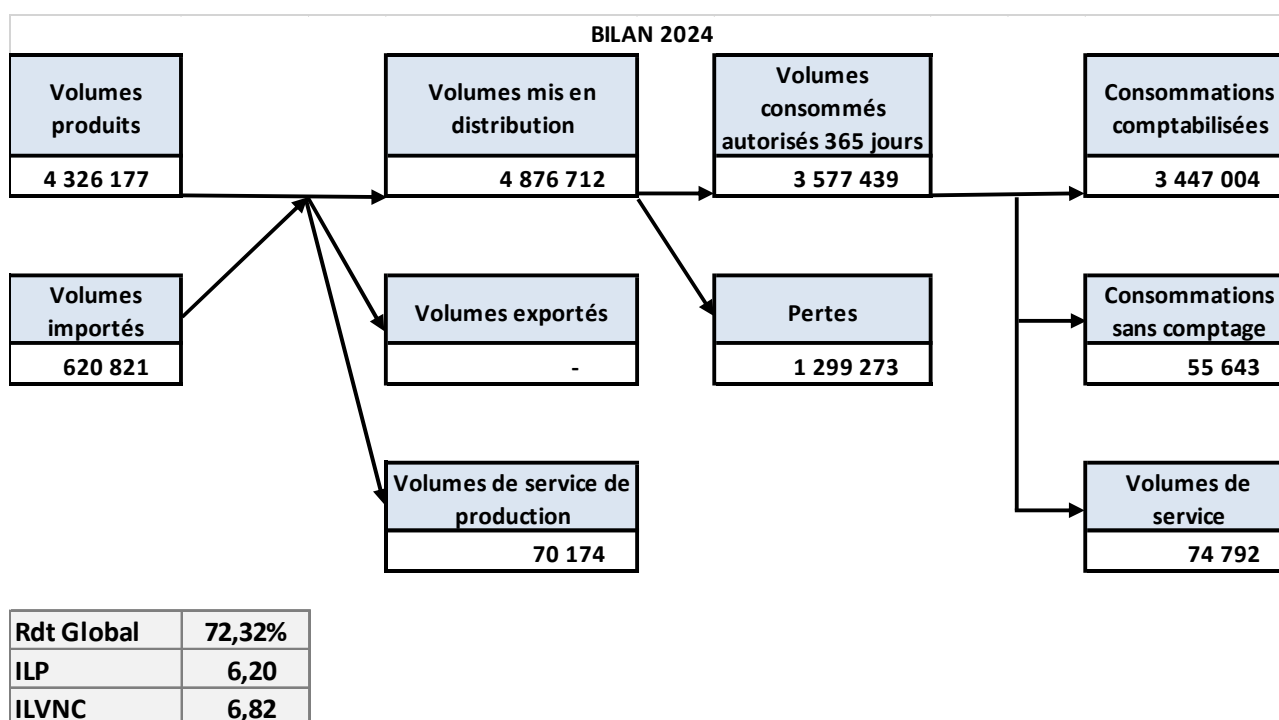 BILAN 2024
Volumes
produits
4 326 177
Volumes mis en
distribution
4 876 712
Volumes
consommés
autorisés 365 jours
3 577 439
Consommations
comptabilisées
3 447 004
Volumes
importés
620 821
Volumes exportés
-
Pertes
1 299 273
Consommations
sans comptage
55 643
Volumes de service de
production
70 174
Volumes de
service
74 792
Rdt Global 72,32%
ILP 6,20
ILVNC 6,82